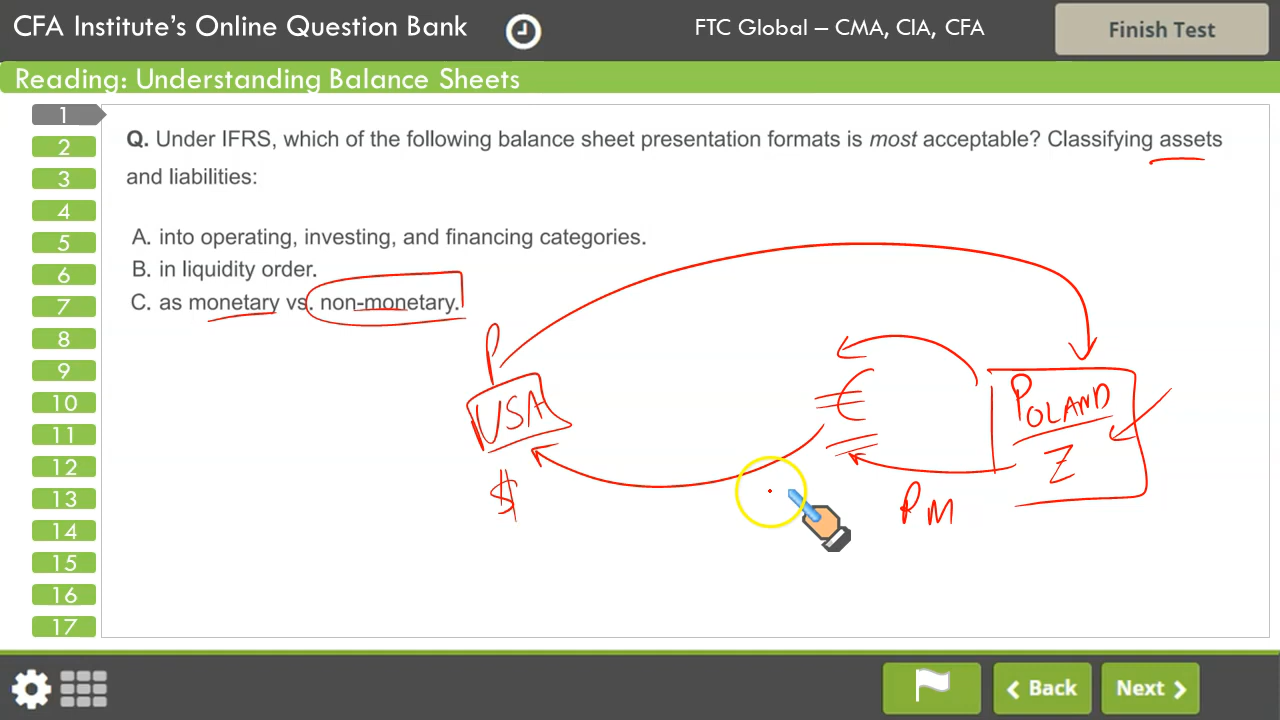 CFA Institute's Online Question Bank
FTC Global – CMA, CIA, CFA
Finish Test
Reading: Understanding Balance Sheets
1
2
3
4
5
6
7
8
9
10
11
12
13
14
15
16
17
Q. Under IFRS, which of the following balance sheet presentation formats is most acceptable? Classifying assets
and liabilities:
A. into operating, investing, and financing categories.
B. in liquidity order.
C. as monetary vs. non-monetary.
P
USA
$
€
POLAND
Z
PM
Back
Next